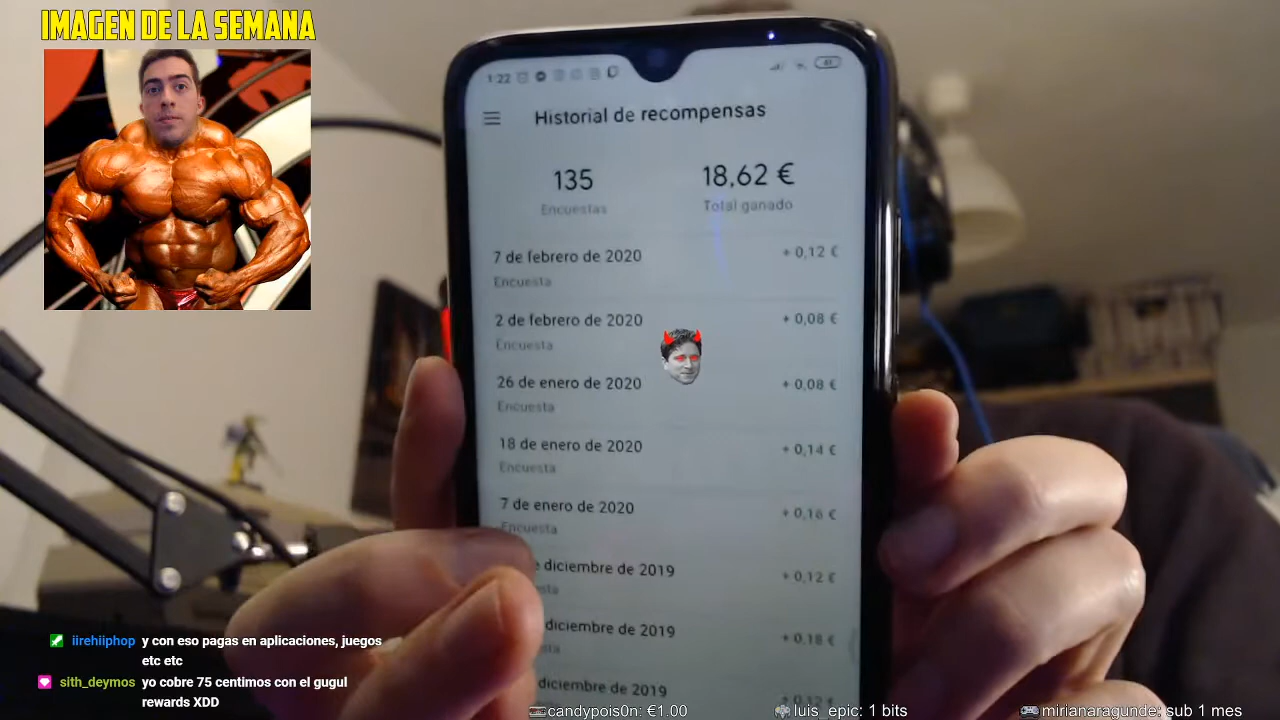 IMAGEN DE LA SEMANA
1:22
61
Historial de recompensas
135
18,62 €
Encuestas
Total ganado
7 de febrero de 2020
+ 0,12 €
Encuesta
2 de febrero de 2020
+ 0,08 €
Encuesta
26 de enero de 2020
+ 0,08 €
Encuesta
18 de enero de 2020
+ 0,14 €
Encuesta
7 de enero de 2020
+ 0,16 €
Encuesta
diciembre de 2019
+ 0,12 €
diciembre de 2019
+ 0,18 €
diciembre de 2019
iirehiiphop y con eso pagas en aplicaciones, juegos
etc etc
sith_deymos yo cobre 75 centimos con el gugul
rewards XDD
candypois0n: €1.00
luis_epic: 1 bits
mirianaragunde: sub 1 mes